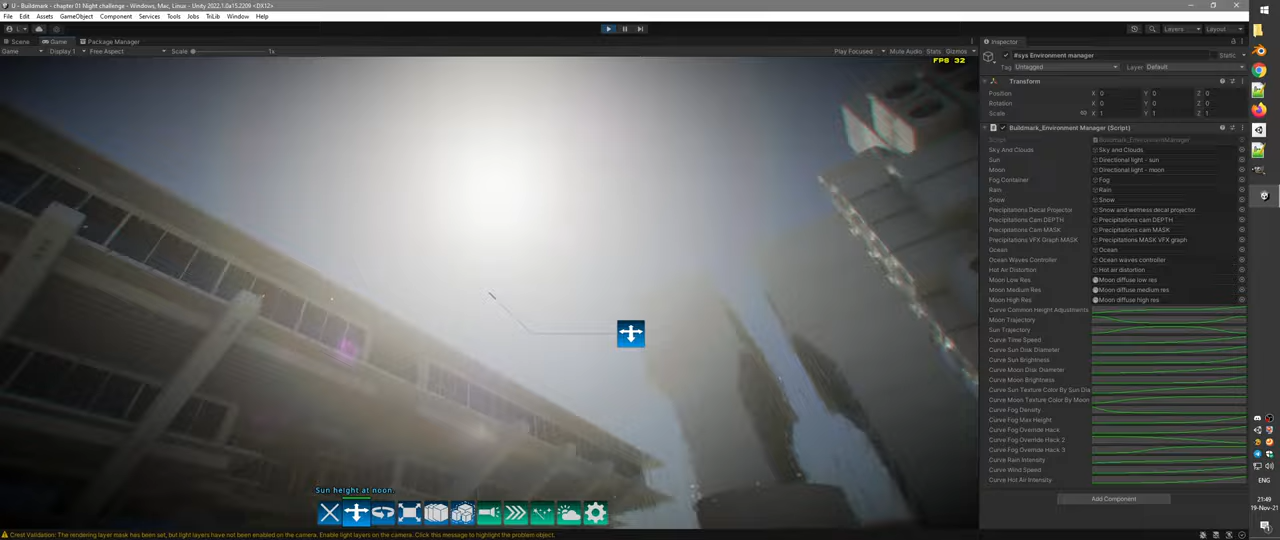 U - Buildmark - chapter 01 Night challenge - Windows, Mac, Linux - Unity 2022.1.0a15.2209 <DX12>
File Edit Assets GameObject Component Services Jobs TriLib Window Help
L
Layers Layout
Scene Game Package Manager
Game Display 1 Free Aspect Scale 1x Play Focused Mute Audio Stats Gizmos
FPS 32
Inspector
#sys Environment manager Static
Tag Untagged Layer Default
Transform
Position X 0 Y 0 Z 0
Rotation X 0 Y 0 Z 0
Scale X 1 Y 1 Z 1
Buildmark_Environment Manager (Script)
Script Buildmark_EnvironmentManager
Sky And Clouds Sky and Clouds
Sun Directional light - sun
Moon Directional light - moon
Fog Container Fog
Rain Rain
Snow Snow
Precipitations Decal Projector Snow and wetness decal projector
Precipitations Cam DEPTH Precipitations cam DEPTH
Precipitations Cam MASK Precipitations cam MASK
Precipitations VFX Graph MASK Precipitations MASK VFX graph
Ocean Ocean
Ocean Waves Controller Ocean waves controller
Hot Air Distortion Hot air distortion
Moon Low Res Moon diffuse low res
Moon Medium Res Moon diffuse medium res
Moon High Res Moon diffuse high res
Curve Common Height Adjustments
Moon Trajectory
Sun Trajectory
Curve Time Speed
Curve Sun Disk Diameter
Curve Sun Brightness
Curve Moon Disk Diameter
Curve Moon Brightness
Curve Sun Texture Color By Sun Dia
Curve Moon Texture Color By Moon
Curve Fog Density
Curve Fog Max Height
Curve Fog Override Hack
Curve Fog Override Hack 2
Curve Fog Override Hack 3
Curve Rain Intensity
Curve Wind Speed
Curve Hot Air Intensity
Add Component
Sun height at noon.
Crest Validation: The rendering layer mask has been set, but light layers have not been enabled on the camera. Enable light layers on the camera. Click this message to highlight the problem object.
ENG
21:49
19-Nov-21